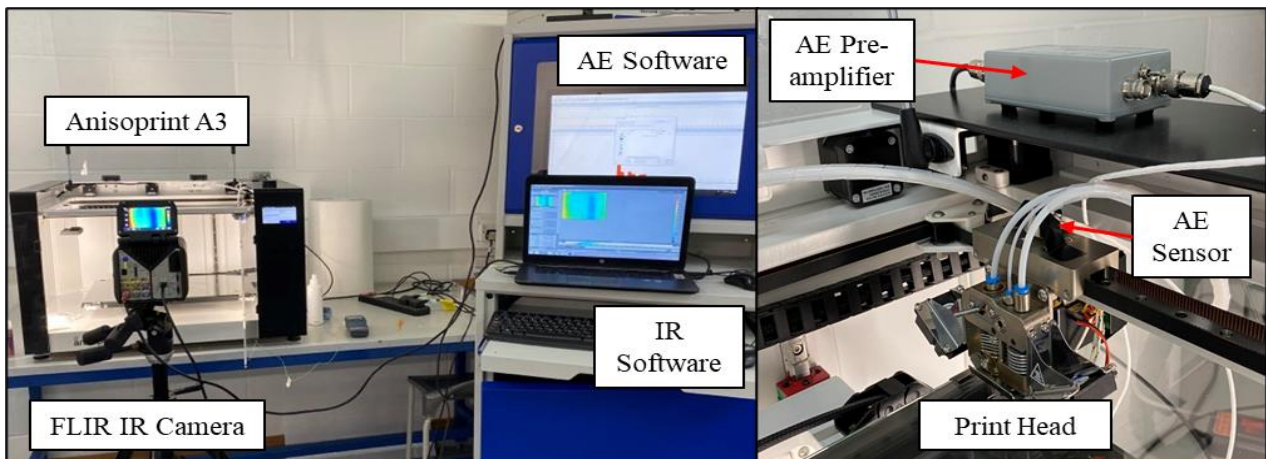 AE Software
Anisoprint A3
IR
Software
FLIR IR Camera
AE Pre-
amplifier
AE
Sensor
Print Head